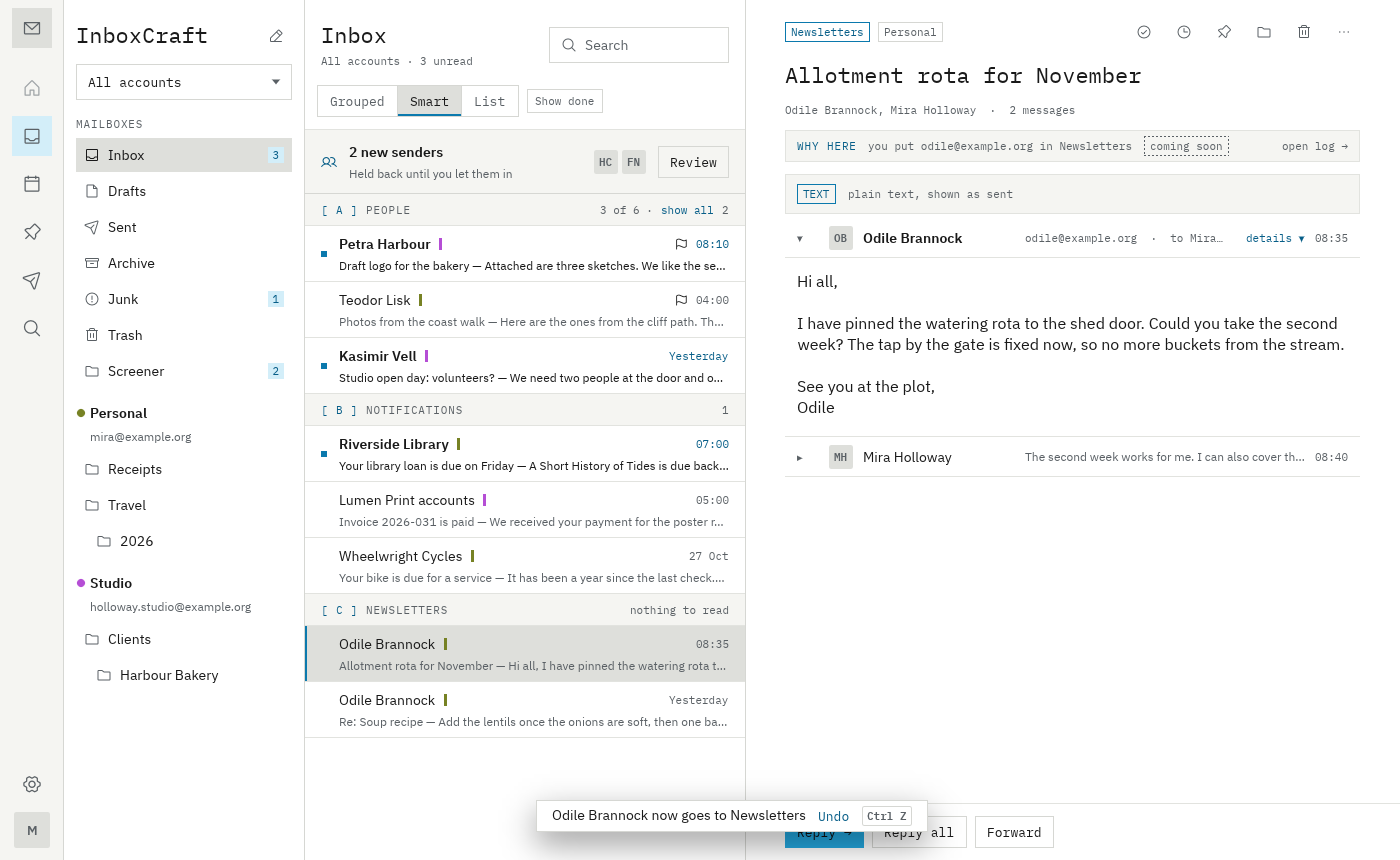 InboxCraft
All accounts
MAILBOXES
Inbox 3
Drafts
Sent
Archive
Junk 1
Trash
Screener 2
Personal
mira@example.org
Receipts
Travel
2026
Studio
holloway.studio@example.org
Clients
Harbour Bakery
M
Inbox
All accounts · 3 unread
Search
Grouped Smart List Show done
2 new senders
Held back until you let them in
HC FN Review
[ A ] PEOPLE 3 of 6 · show all 2
Petra Harbour 08:10
Draft logo for the bakery — Attached are three sketches. We like the se…
Teodor Lisk 04:00
Photos from the coast walk — Here are the ones from the cliff path. Th…
Kasimir Vell Yesterday
Studio open day: volunteers? — We need two people at the door and o…
[ B ] NOTIFICATIONS 1
Riverside Library 07:00
Your library loan is due on Friday — A Short History of Tides is due back…
Lumen Print accounts 05:00
Invoice 2026-031 is paid — We received your payment for the poster r…
Wheelwright Cycles 27 Oct
Your bike is due for a service — It has been a year since the last check.…
[ C ] NEWSLETTERS nothing to read
Odile Brannock 08:35
Allotment rota for November — Hi all, I have pinned the watering rota t…
Odile Brannock Yesterday
Re: Soup recipe — Add the lentils once the onions are soft, then one ba…
Newsletters Personal
Allotment rota for November
Odile Brannock, Mira Holloway · 2 messages
WHY HERE you put odile@example.org in Newsletters coming soon open log →
TEXT plain text, shown as sent
▾ OB Odile Brannock odile@example.org · to Mira… details ▾ 08:35
Hi all,
I have pinned the watering rota to the shed door. Could you take the second
week? The tap by the gate is fixed now, so no more buckets from the stream.
See you at the plot,
Odile
▸ MH Mira Holloway The second week works for me. I can also cover th… 08:40
Odile Brannock now goes to Newsletters Undo Ctrl Z
Reply → Reply all Forward